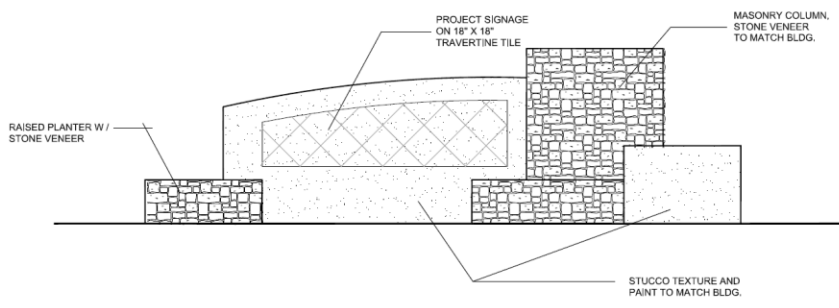 PROJECT SIGNAGE
ON 18" X 18"
TRAVERTINE TILE
MASONRY COLUMN,
STONE VENEER
TO MATCH BLDG.
RAISED PLANTER W/
STONE VENEER
STUCCO TEXTURE AND
PAINT TO MATCH BLDG.